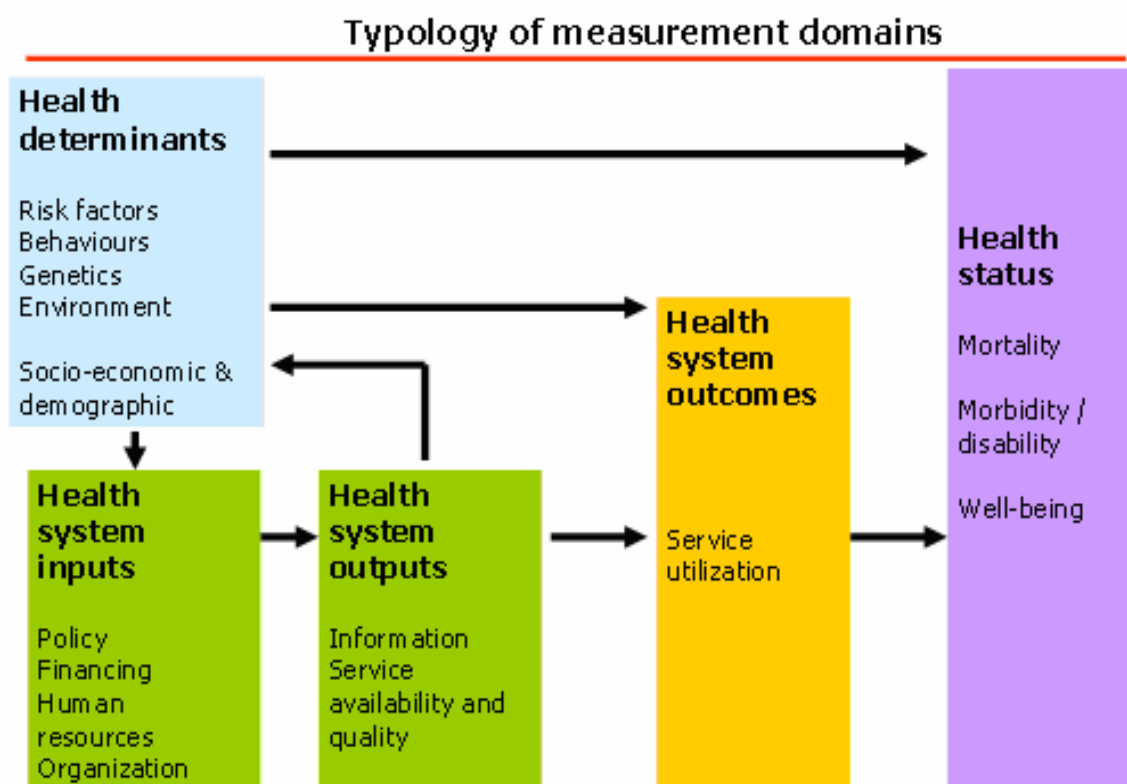 Typology of measurement domains
Health
determinants
Risk factors
Behaviours
Genetics
Environment
Socio-economic &
demographic
Health
system
inputs
Policy
Financing
Human
resources
Organization
Health
system
outputs
Information
Service
availability and
quality
Health
system
outcomes
Service
utilization
Health
status
Mortality
Morbidity /
disability
Well-being